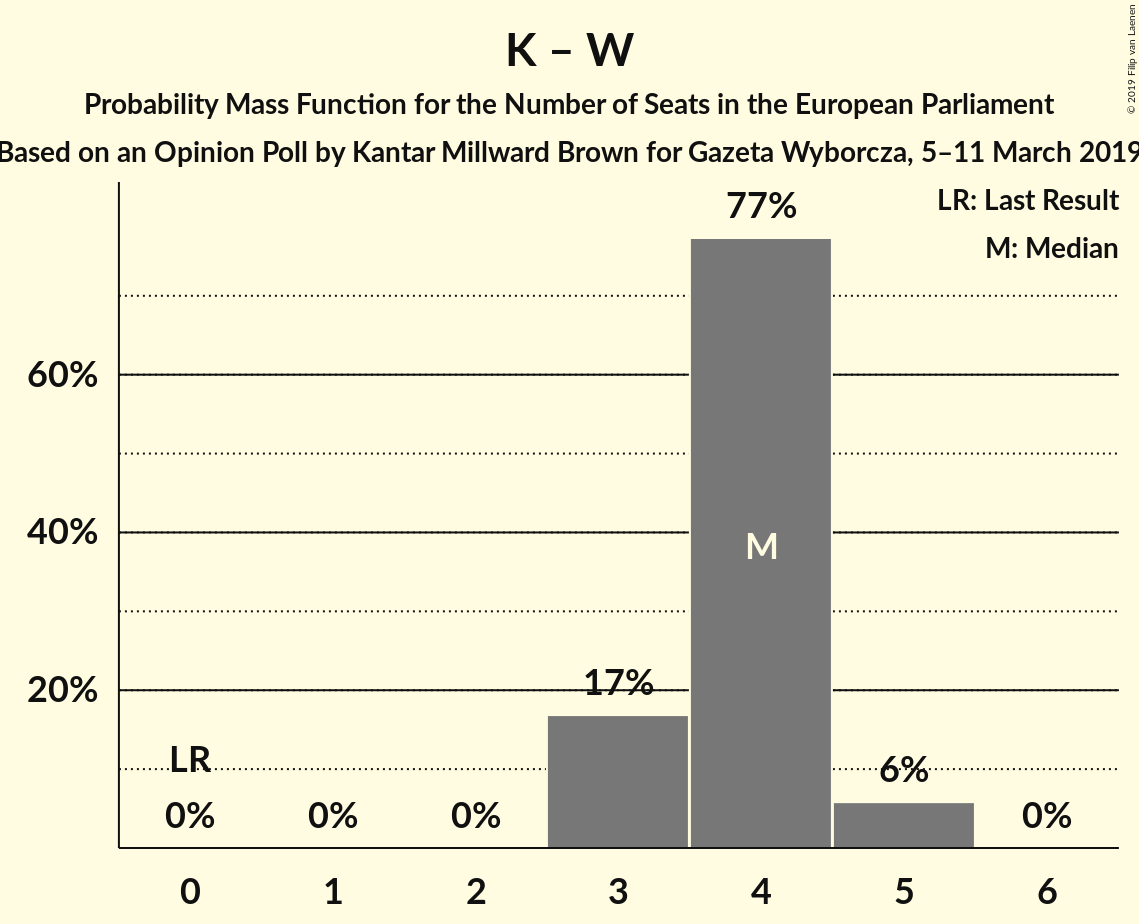 K – W
Probability Mass Function for the Number of Seats in the European Parliament
Based on an Opinion Poll by Kantar Millward Brown for Gazeta Wyborcza, 5–11 March 2019
© 2019 Filip van Laenen
LR: Last Result
M: Median
77%
60%
40%
M
20%
17%
LR
6%
0%
0%
0%
0%
0
1
2
3
4
5
6